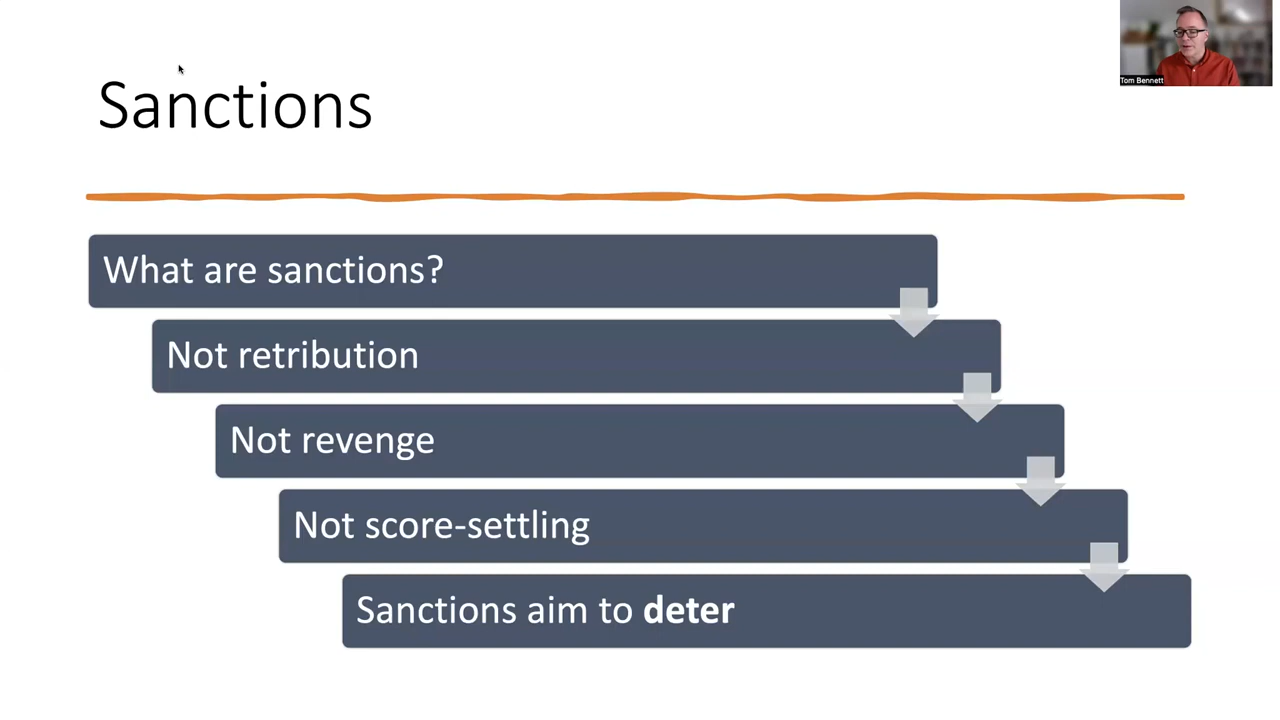 Tom Bennett
Sanctions
What are sanctions?
Not retribution
Not revenge
Not score-settling
Sanctions aim to deter